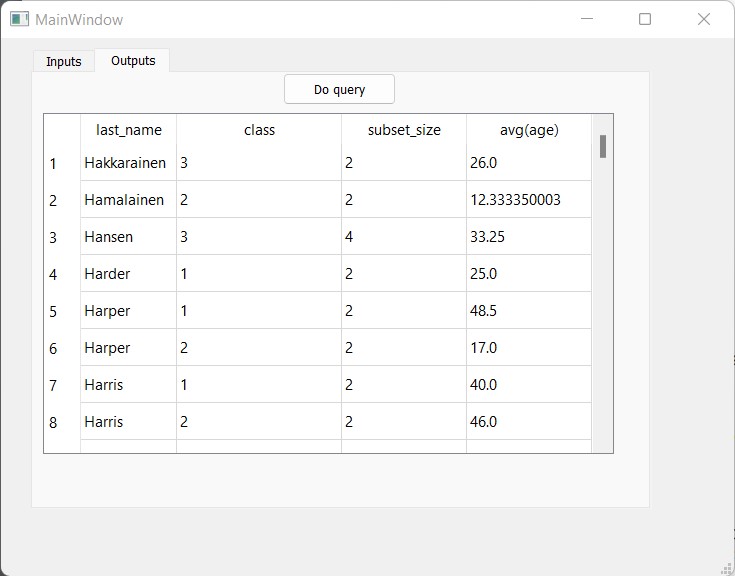 MainWindow
Inputs Outputs
Do query
last_name class subset_size avg(age)
1 Hakkarainen 3 2 26.0
2 Hamalainen 2 2 12.333350003
3 Hansen 3 4 33.25
4 Harder 1 2 25.0
5 Harper 1 2 48.5
6 Harper 2 2 17.0
7 Harris 1 2 40.0
8 Harris 2 2 46.0